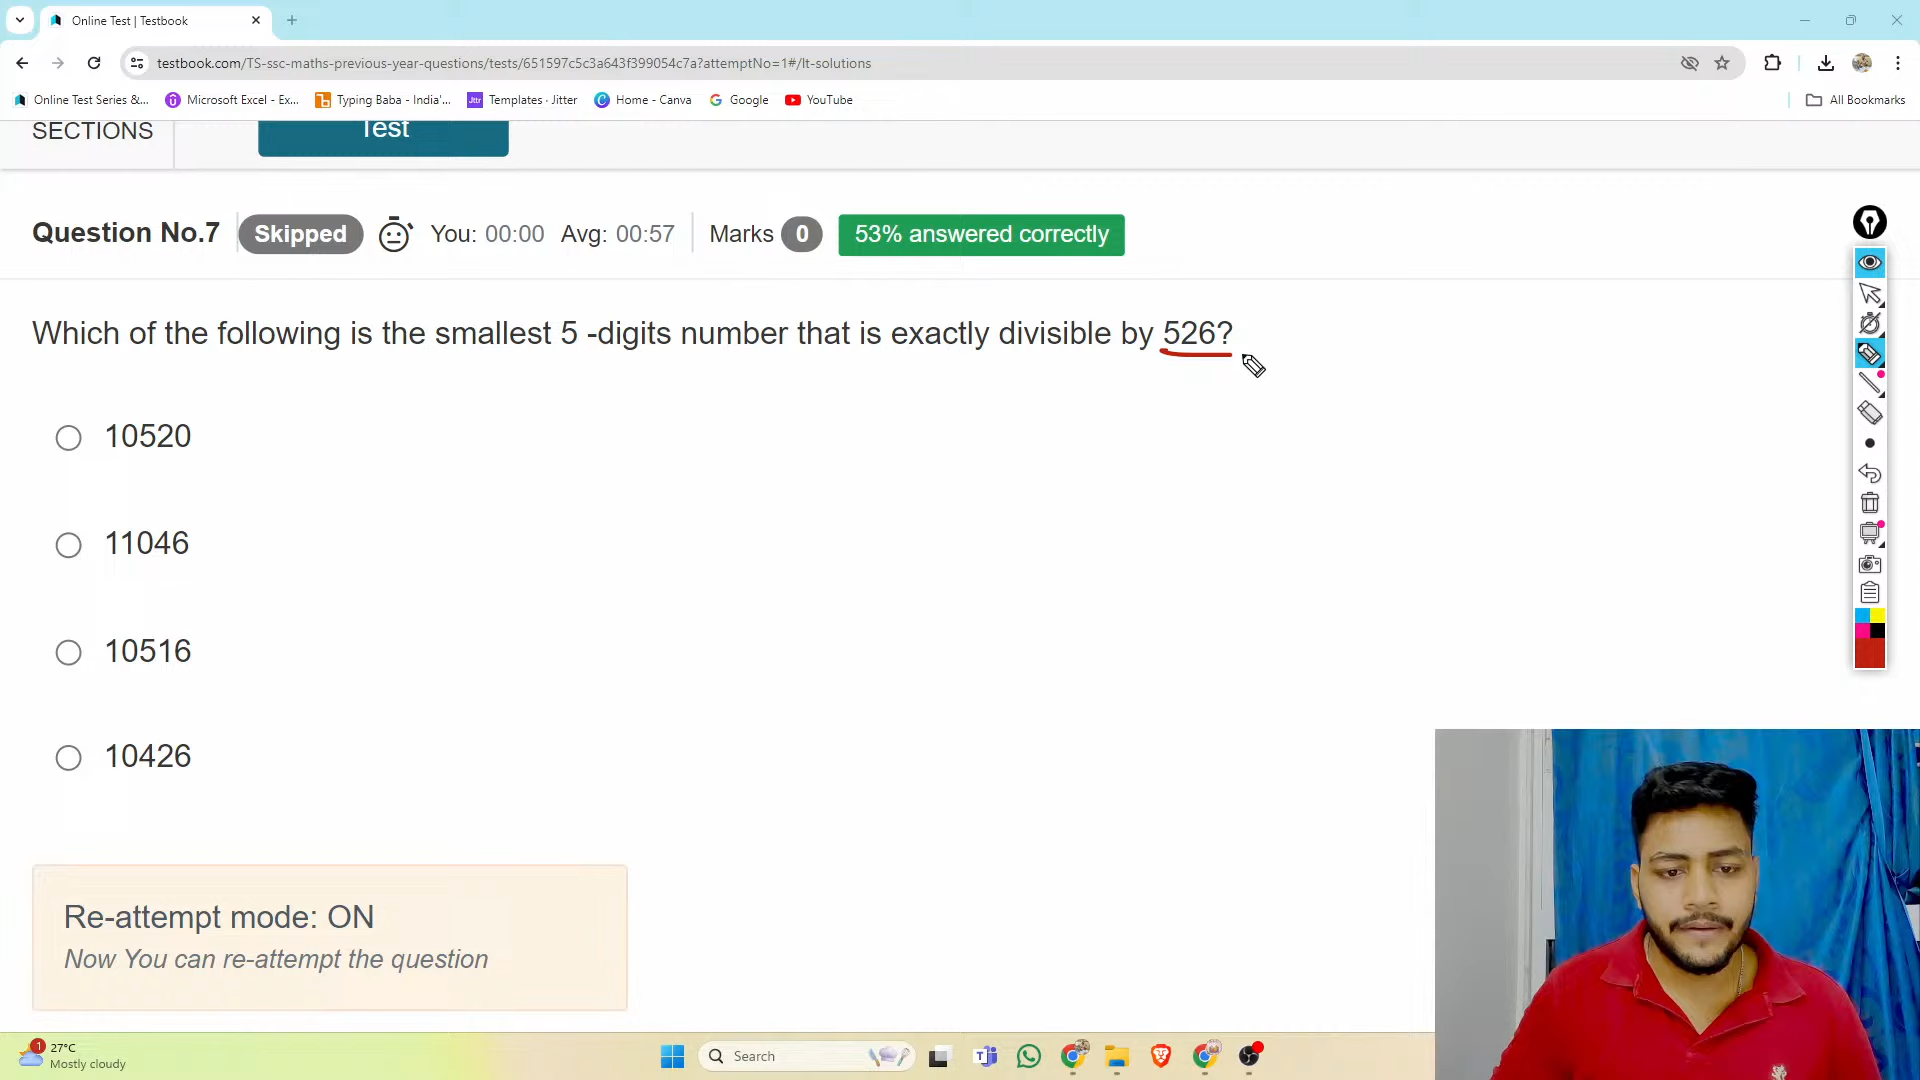 Online Test | Testbook
testbook.com/TS-ssc-maths-previous-year-questions/tests/651597c5c3a643f399054c7a?attemptNo=1#/lt-solutions
Online Test Series &... Microsoft Excel - Ex... Typing Baba - India'... Templates · Jitter Home - Canva Google YouTube All Bookmarks
SECTIONS Test
Question No.7 Skipped You: 00:00 Avg: 00:57 Marks 0 53% answered correctly
Which of the following is the smallest 5 -digits number that is exactly divisible by 526?
10520
11046
10516
10426
Re-attempt mode: ON
Now You can re-attempt the question
1 27°C
Mostly cloudy
Search